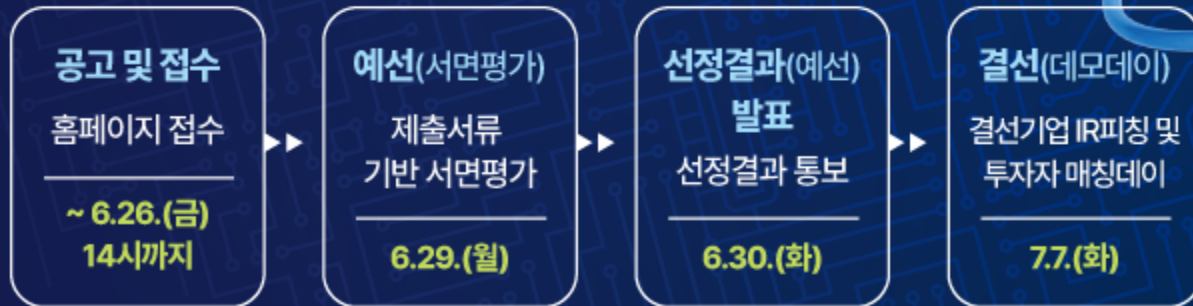 공고 및 접수
홈페이지 접수
~ 6.26.(금)
14시까지
예선(서면평가)
제출서류
기반 서면평가
6.29.(월)
선정결과(예선)
발표
선정결과 통보
6.30.(화)
결선(데모데이)
결선기업 IR피칭 및
투자자 매칭데이
7.7.(화)